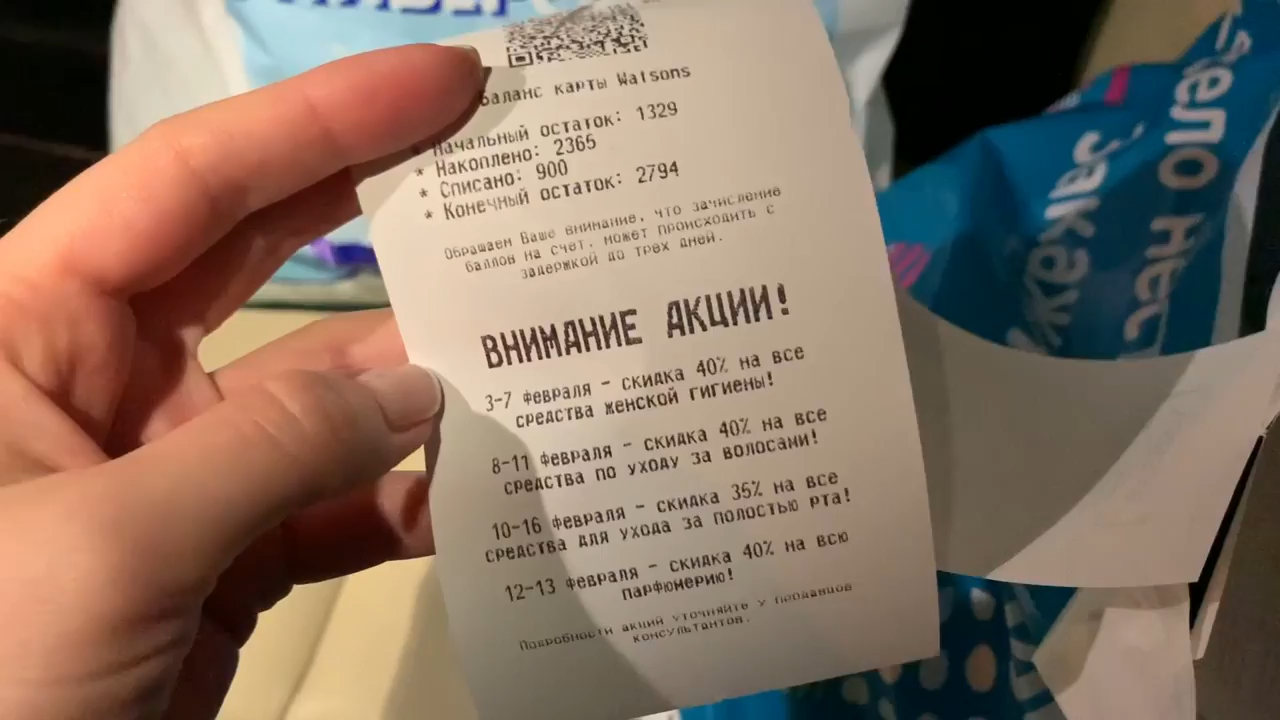 Баланс карты Watsons
* Начальный остаток: 1329
* Накоплено: 2365
* Списано: 900
* Конечный остаток: 2794
Обращаем Ваше внимание, что зачисление
баллов на счет, может происходить с
задержкой до трех дней.
ВНИМАНИЕ АКЦИИ!
3-7 февраля - скидка 40% на все
средства женской гигиены!
8-11 февраля - скидка 40% на все
средства по уходу за волосами!
10-16 февраля - скидка 35% на все
средства для ухода за полостью рта!
12-13 февраля - скидка 40% на всю
парфюмерию!
Подробности акций уточняйте у продавцов
консультантов.